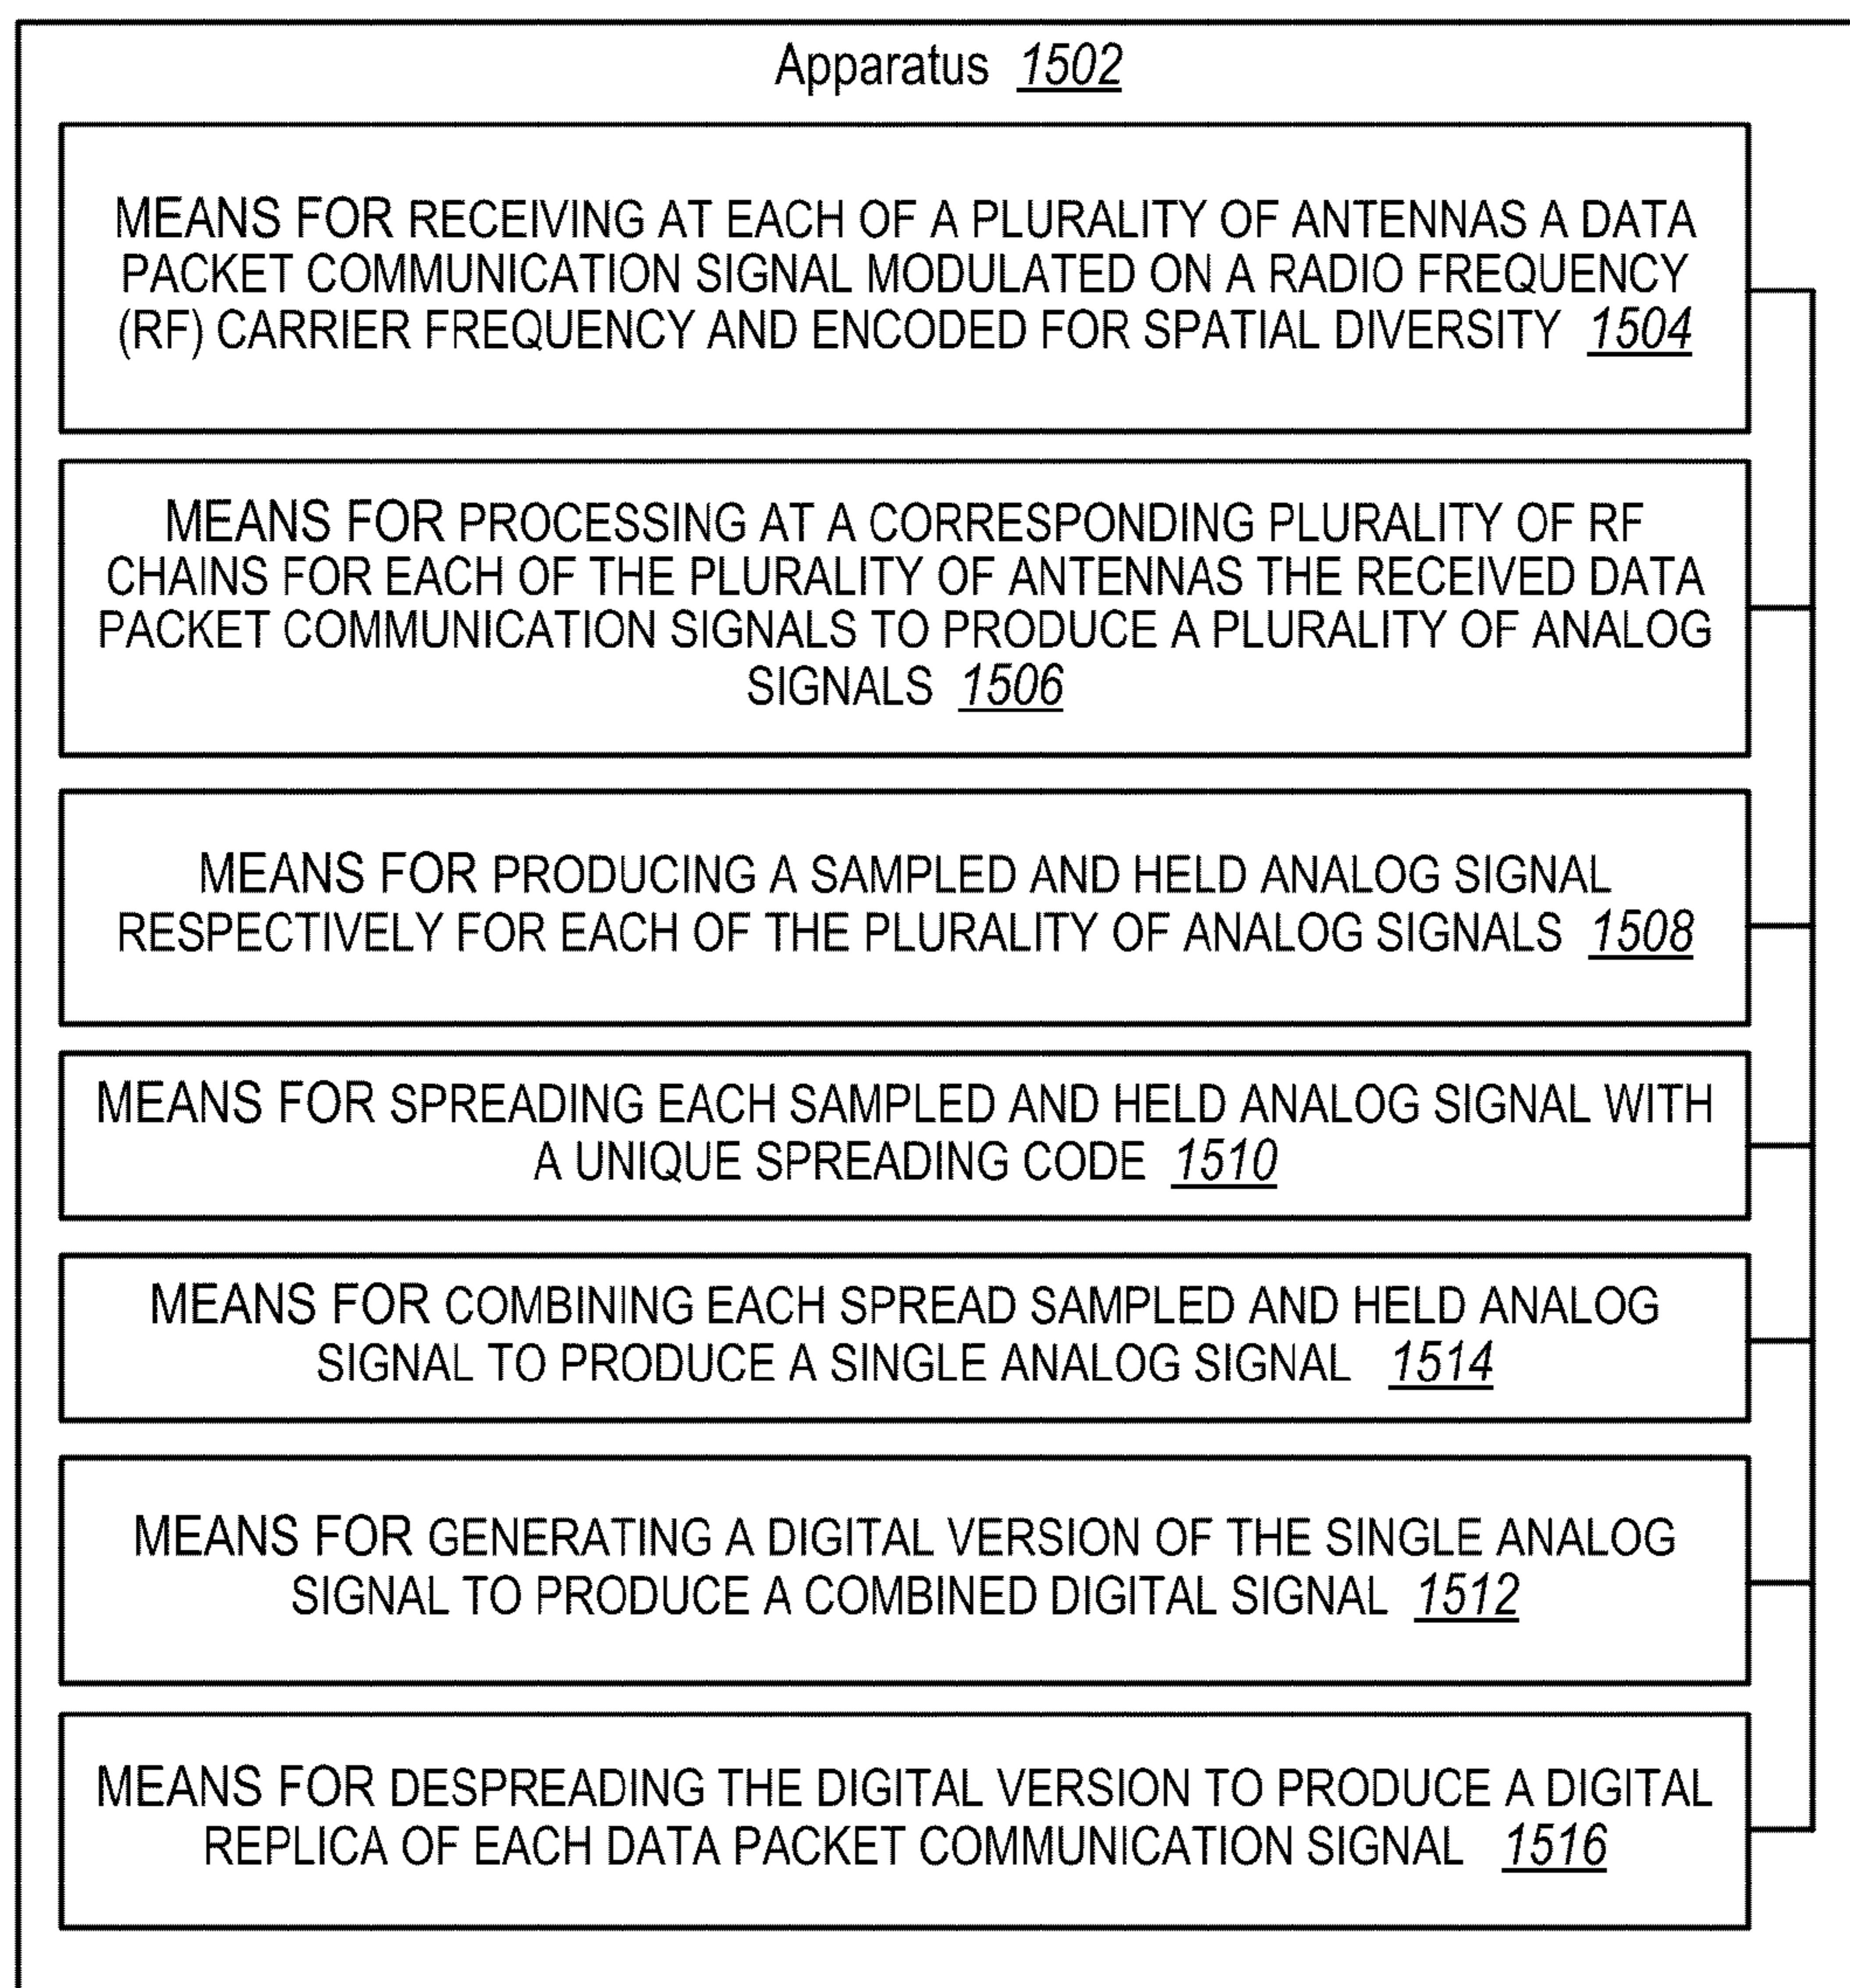 Apparatus 1502
MEANS FOR RECEIVING AT EACH OF A PLURALITY OF ANTENNAS A DATA
PACKET COMMUNICATION SIGNAL MODULATED ON A RADIO FREQUENCY
(RF) CARRIER FREQUENCY AND ENCODED FOR SPATIAL DIVERSITY 1504
MEANS FOR PROCESSING AT A CORRESPONDING PLURALITY OF RF
CHAINS FOR EACH OF THE PLURALITY OF ANTENNAS THE RECEIVED DATA
PACKET COMMUNICATION SIGNALS TO PRODUCE A PLURALITY OF ANALOG
SIGNALS 1506
MEANS FOR PRODUCING A SAMPLED AND HELD ANALOG SIGNAL
RESPECTIVELY FOR EACH OF THE PLURALITY OF ANALOG SIGNALS 1508
MEANS FOR SPREADING EACH SAMPLED AND HELD ANALOG SIGNAL WITH
A UNIQUE SPREADING CODE 1510
MEANS FOR COMBINING EACH SPREAD SAMPLED AND HELD ANALOG
SIGNAL TO PRODUCE A SINGLE ANALOG SIGNAL 1514
MEANS FOR GENERATING A DIGITAL VERSION OF THE SINGLE ANALOG
SIGNAL TO PRODUCE A COMBINED DIGITAL SIGNAL 1512
MEANS FOR DESPREADING THE DIGITAL VERSION TO PRODUCE A DIGITAL
REPLICA OF EACH DATA PACKET COMMUNICATION SIGNAL 1516